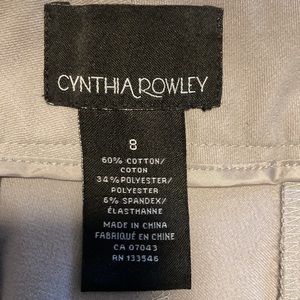 CYNTHIA ROWLEY
8
60% COTTON/
COTON
34% POLYESTER/
POLYESTER
6% SPANDEX/
ÉLASTHANNE
MADE IN CHINA
FABRIQUÉ EN CHINE
CA 07043
RN 133546